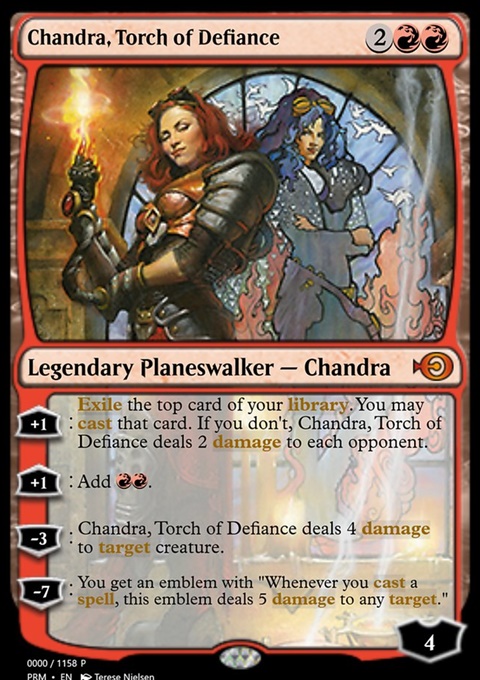 Chandra, Torch of Defiance 2
Legendary Planeswalker — Chandra
+1 : Exile the top card of your library. You may
cast that card. If you don't, Chandra, Torch of
Defiance deals 2 damage to each opponent.
+1 : Add .
-3 : Chandra, Torch of Defiance deals 4 damage
to target creature.
-7 : You get an emblem with "Whenever you cast a
spell, this emblem deals 5 damage to any target."
4
0000 / 1158 P
PRM • EN Terese Nielsen